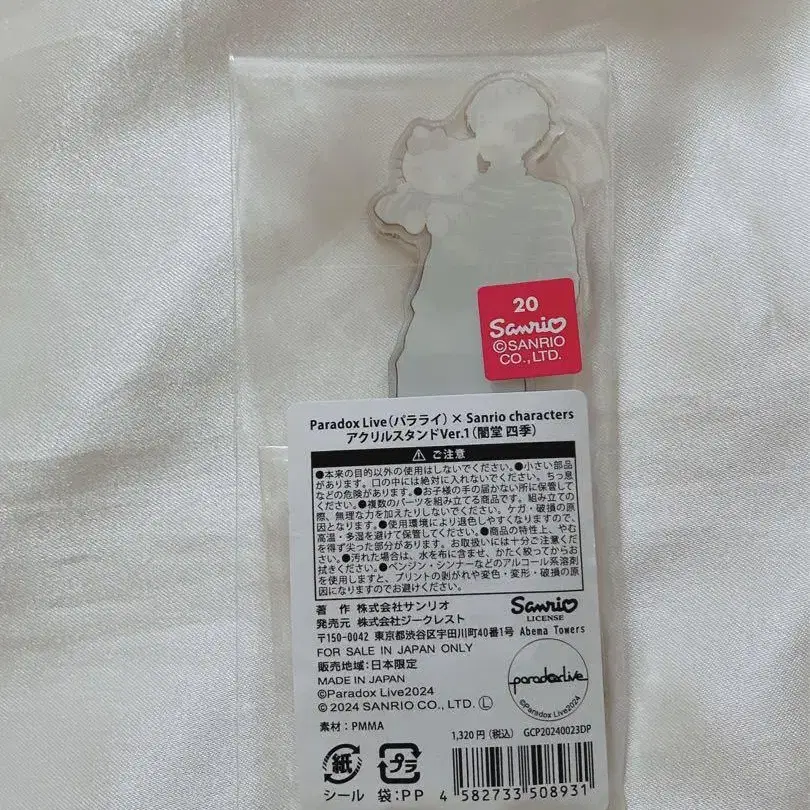 20
Sanrio
©SANRIO
CO.,LTD.
Paradox Live（パラライ）× Sanrio characters
アクリルスタンドVer.1（闇堂 四季）
ご注意
●本来の目的以外の使用はしないでください。●小さい部品
があります。口の中には絶対に入れないでください。ちっ息
などの危険があります。●お子様の手の届かない所に保管して
ください。●複数のパーツを組み立てる商品です。組み立ての
際、無理な力を加えたりしないでください。ケガ・破損の原
因となります。●使用環境により退色しやすくなりますので、
高温・多湿を避けて保管してください。●商品の特性上、やむ
を得ず尖った部分があります。お取扱いには十分ご注意くださ
い。●汚れた場合は、水を布に含ませ、かたく絞ってからお
拭きください。●ベンジン・シンナーなどのアルコール系溶剤
を使用しますと、プリントの剥がれや変色・変形・破損の原
因になりますのでお避けください。
著 作 株式会社サンリオ
発売元 株式会社ジークレスト
〒150-0042 東京都渋谷区宇田川町40番1号 Abema Towers
FOR SALE IN JAPAN ONLY
販売地域：日本限定
MADE IN JAPAN
©Paradox Live2024
© 2024 SANRIO CO., LTD. Ⓛ
素材：PMMA
Sanrio
LICENSE
paradoxlive
©Paradox Live2024
1,320円（税込） GCP20240023DP
紙
プラ
シール 袋：PP
4 582733 508931